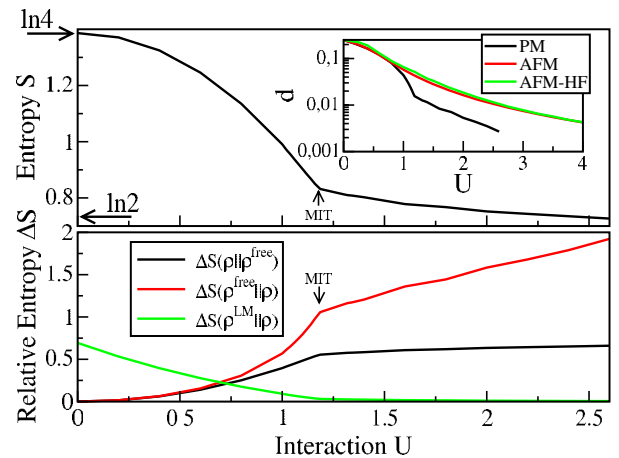 ln4
1.2
1
0.8
Entropy S
ln2
MIT
0,1
0,01
0,001
d
0
1
2
3
4
U
PM
AFM
AFM-HF
2
1.5
1
0.5
0
Relative Entropy ΔS
ΔS(ρ||ρ^free)
ΔS(ρ^free||ρ)
ΔS(ρ^LM||ρ)
MIT
0
0.5
1
1.5
2
2.5
Interaction U